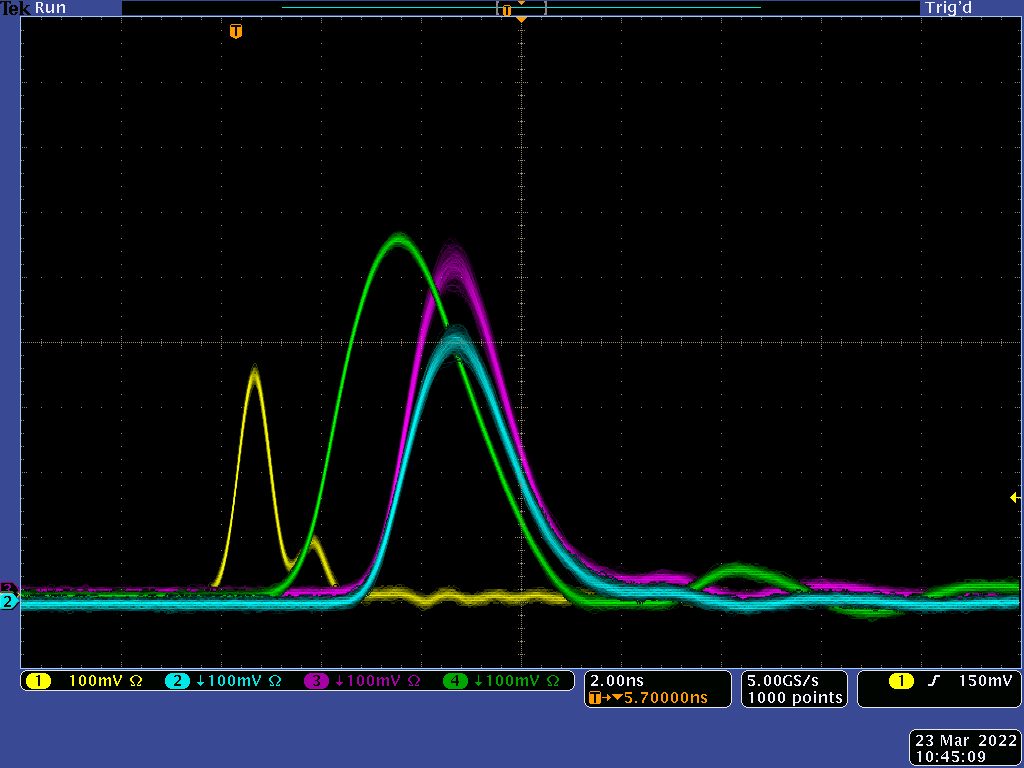 Tek Run T Trig'd
T
2
1 100mV Ω 2 ↓100mV Ω 3 ↓100mV Ω 4 ↓100mV Ω
2.00ns
T→▼5.70000ns
5.00GS/s
1000 points
1 150mV
23 Mar 2022
10:45:09